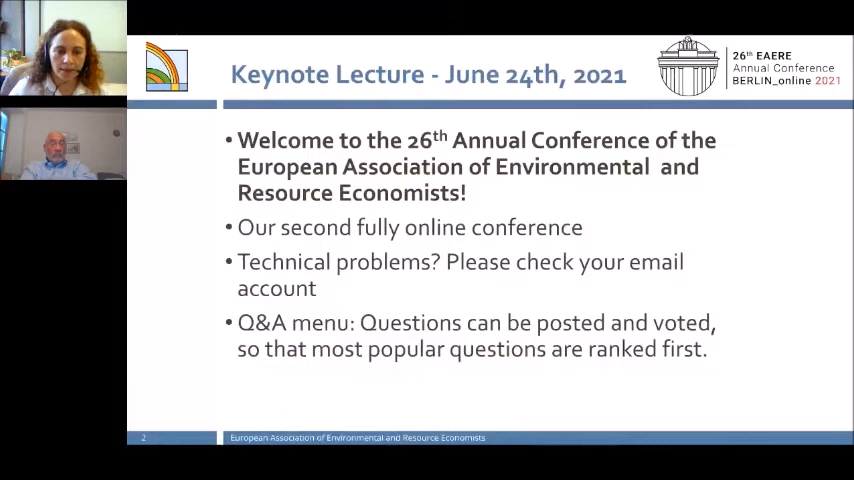 Keynote Lecture - June 24th, 2021
26th EAERE
Annual Conference
BERLIN_online 2021
• Welcome to the 26th Annual Conference of the
European Association of Environmental and
Resource Economists!
• Our second fully online conference
• Technical problems? Please check your email
account
• Q&A menu: Questions can be posted and voted,
so that most popular questions are ranked first.
2
European Association of Environmental and Resource Economists